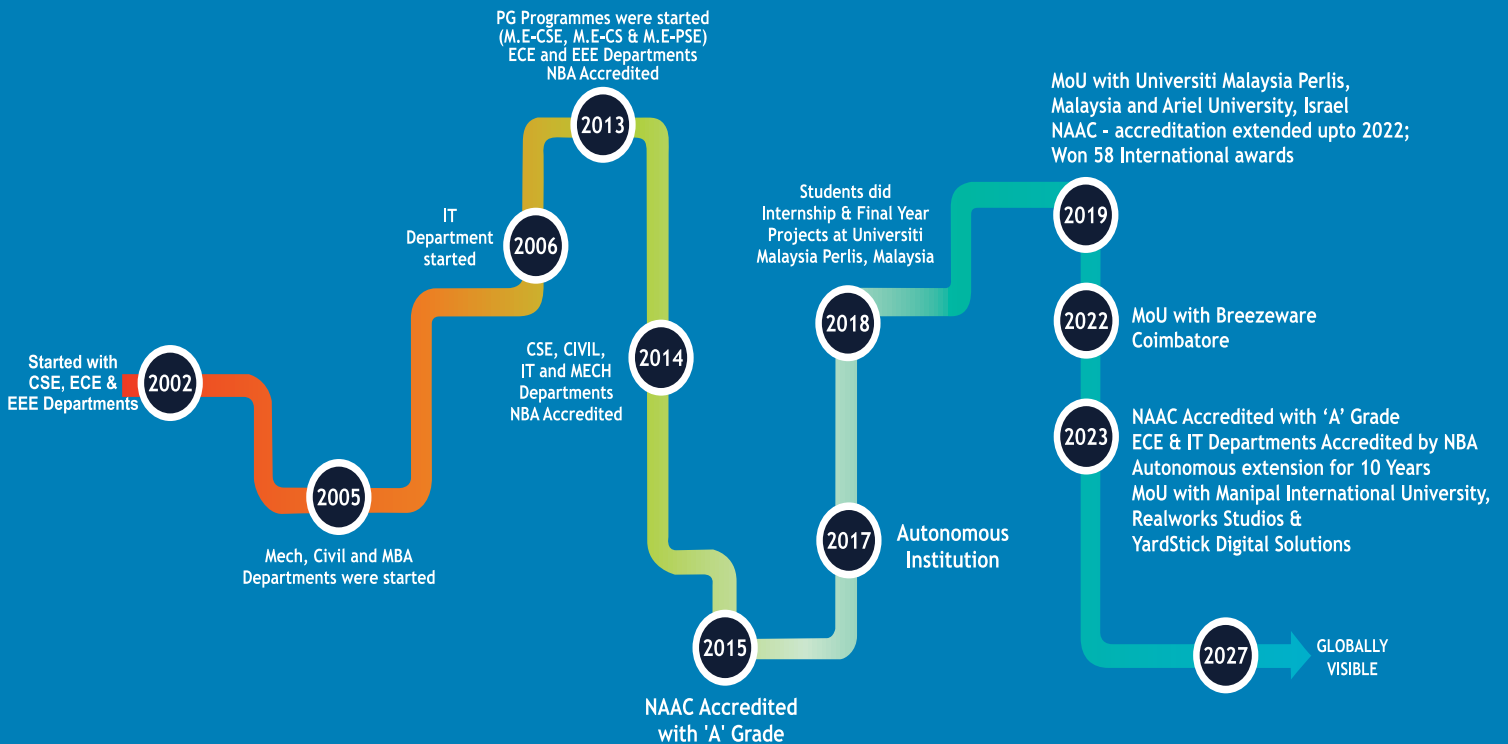 Started with
CSE, ECE &
EEE Departments
2002
2005
Mech, Civil and MBA
Departments were started
IT
Department
started
2006
PG Programmes were started
(M.E-CSE, M.E-CS & M.E-PSE)
ECE and EEE Departments
NBA Accredited
2013
CSE, CIVIL,
IT and MECH
Departments
NBA Accredited
2014
2015
NAAC Accredited
with 'A' Grade
2017
Autonomous
Institution
Students did
Internship & Final Year
Projects at Universiti
Malaysia Perlis, Malaysia
2018
MoU with Universiti Malaysia Perlis,
Malaysia and Ariel University, Israel
NAAC - accreditation extended upto 2022;
Won 58 International awards
2019
2022
MoU with Breezeware
Coimbatore
2023
NAAC Accredited with ‘A’ Grade
ECE & IT Departments Accredited by NBA
Autonomous extension for 10 Years
MoU with Manipal International University,
Realworks Studios &
YardStick Digital Solutions
2027
GLOBALLY
VISIBLE